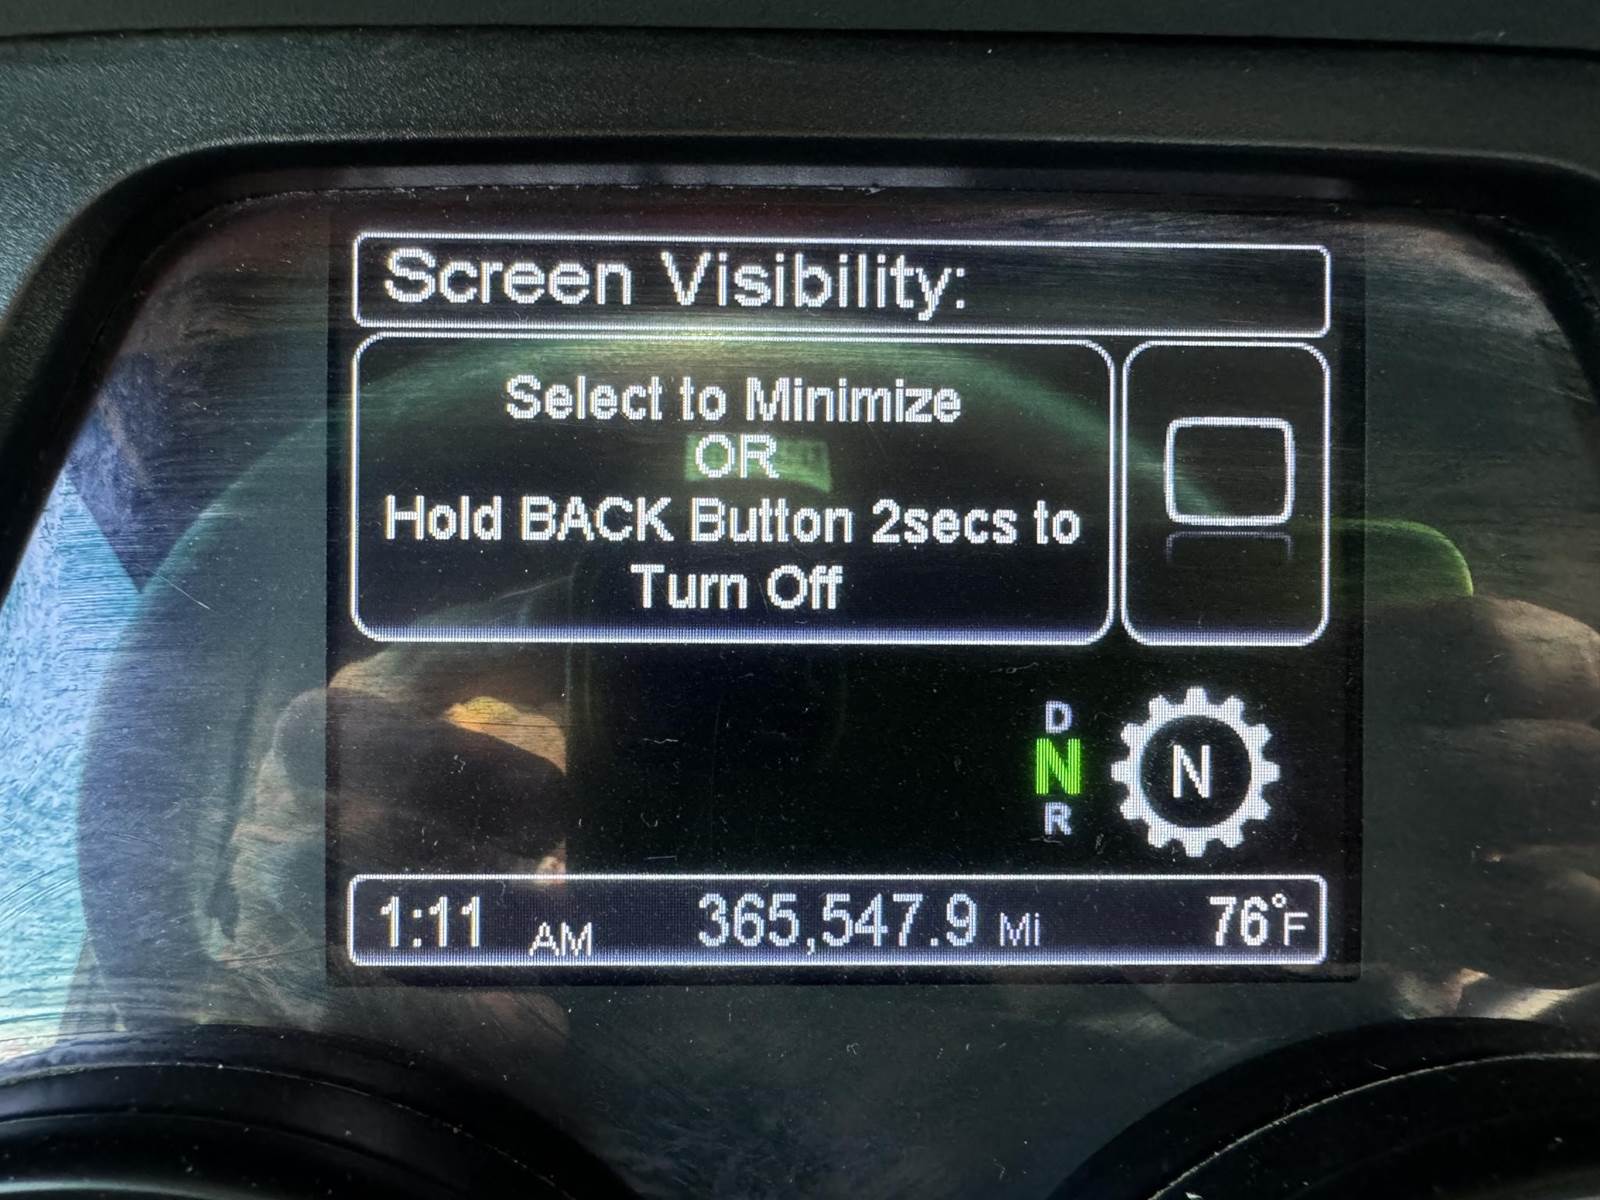 Screen Visibility:
Select to Minimize
OR
Hold BACK Button 2secs to
Turn Off
D
N
R
N
1:11 AM 365,547.9 Mi 76°F